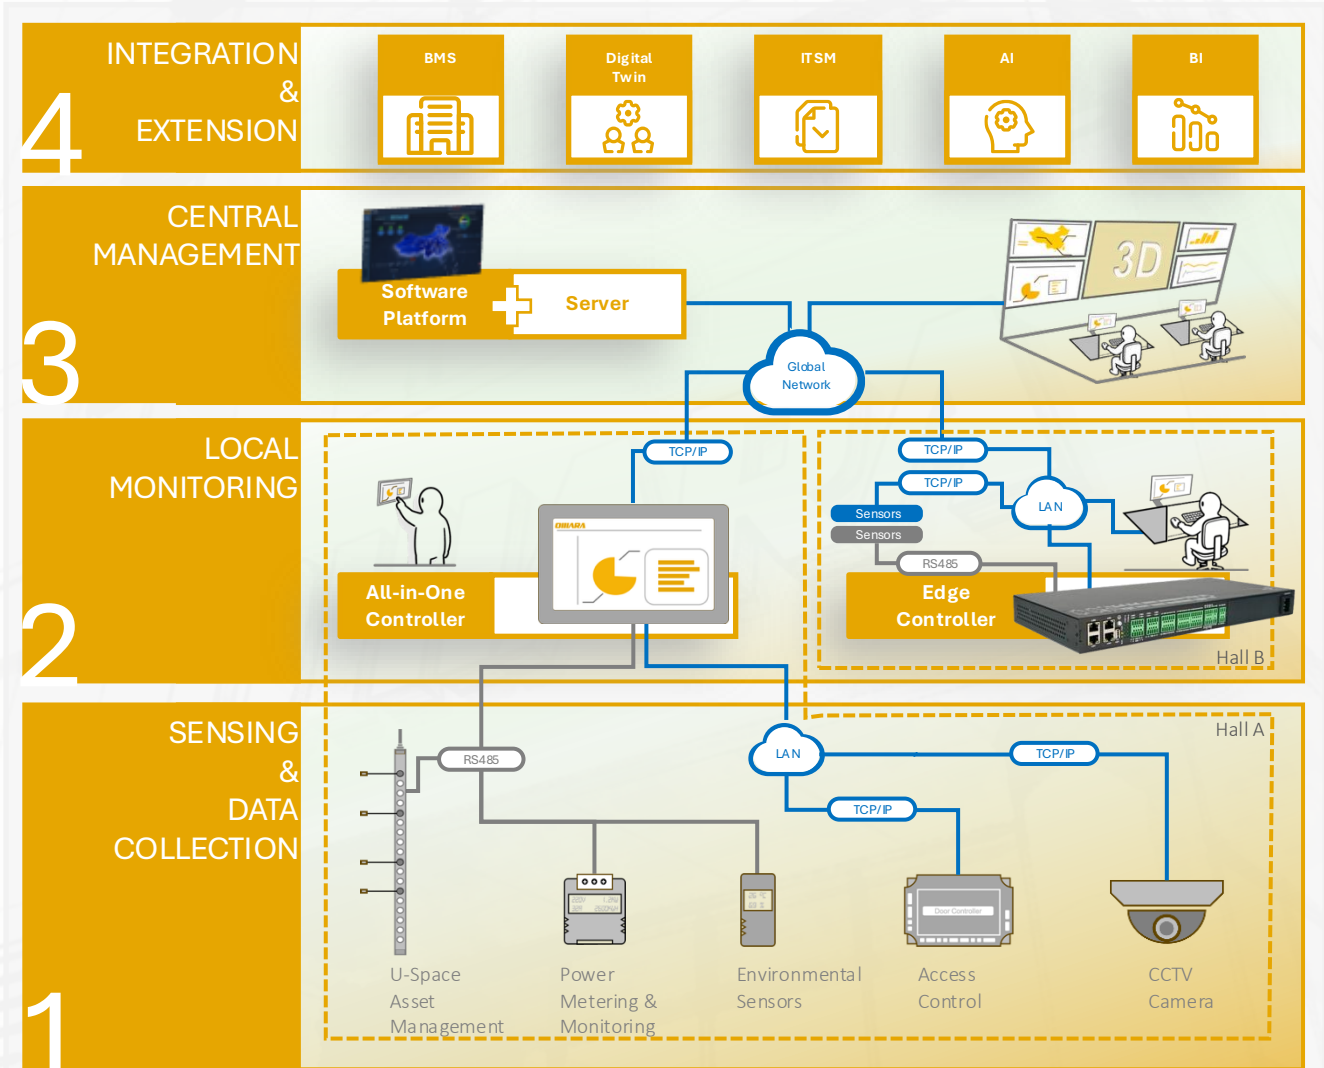 INTEGRATION
&
EXTENSION
4
BMS
Digital
Twin
ITSM
AI
BI
CENTRAL
MANAGEMENT
3
Software
Platform
Server
3D
Global
Network
LOCAL
MONITORING
2
TCP/IP
All-in-One
Controller
TCP/IP
TCP/IP
LAN
Sensors
Sensors
RS485
Edge
Controller
Hall B
SENSING
&
DATA
COLLECTION
1
Hall A
RS485
LAN
TCP/IP
TCP/IP
Door Controller
U-Space
Asset
Management
Power
Metering &
Monitoring
Environmental
Sensors
Access
Control
CCTV
Camera